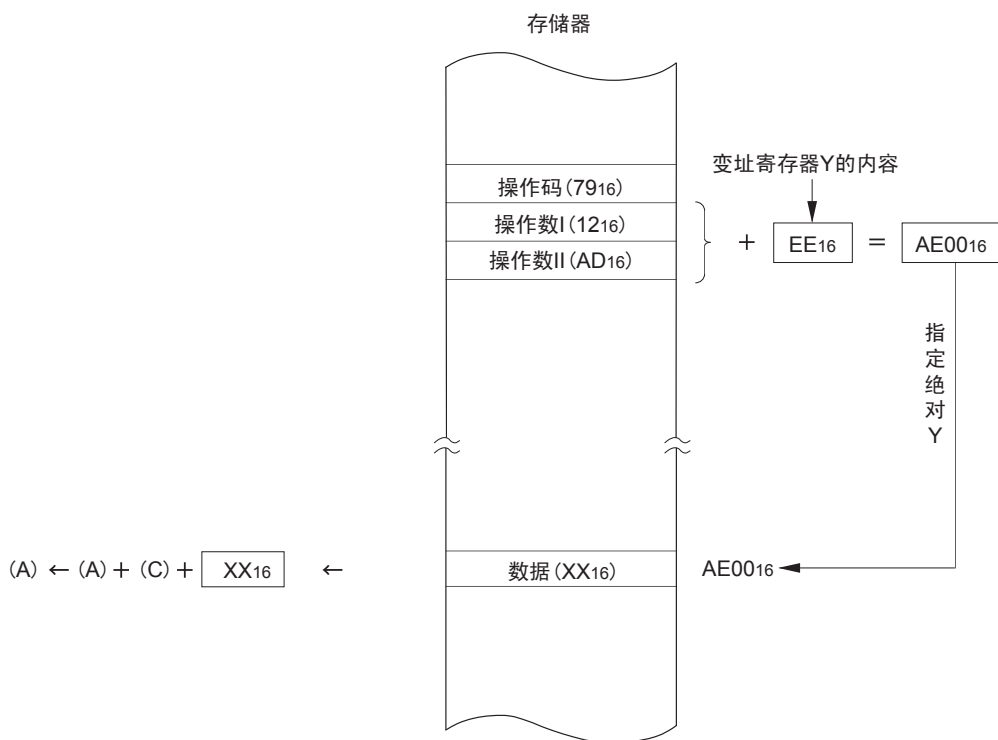 存储器
变址寄存器Y的内容
操作码(7916)
操作数I(1216)
操作数II(AD16)
+ EE16 = AE0016
指定绝对Y
(A) ← (A) + (C) + XX16 ←
数据(XX16)
AE0016